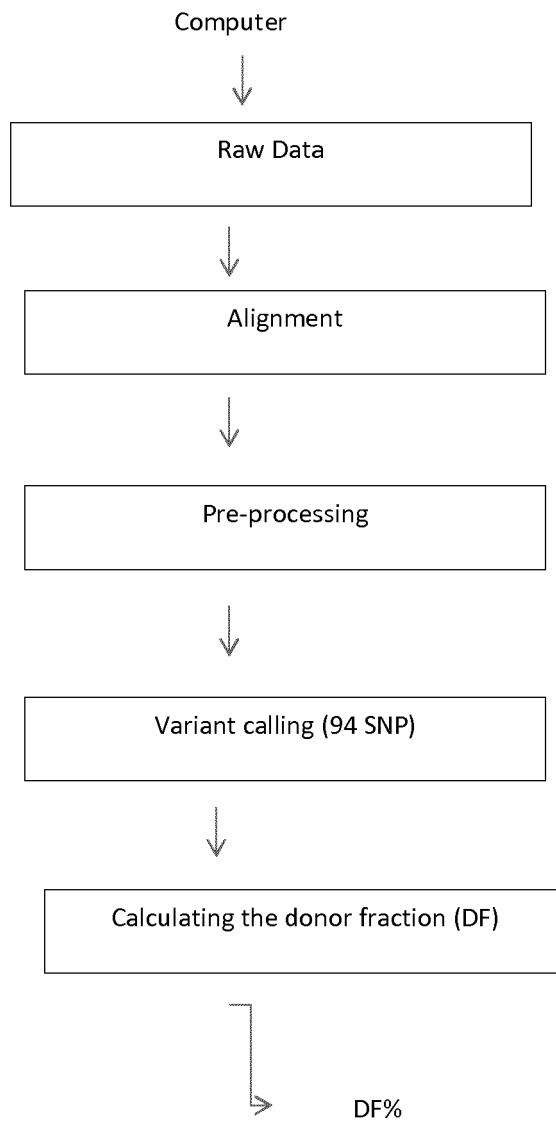 Computer
Raw Data
Alignment
Pre-processing
Variant calling (94 SNP)
Calculating the donor fraction (DF)
DF%